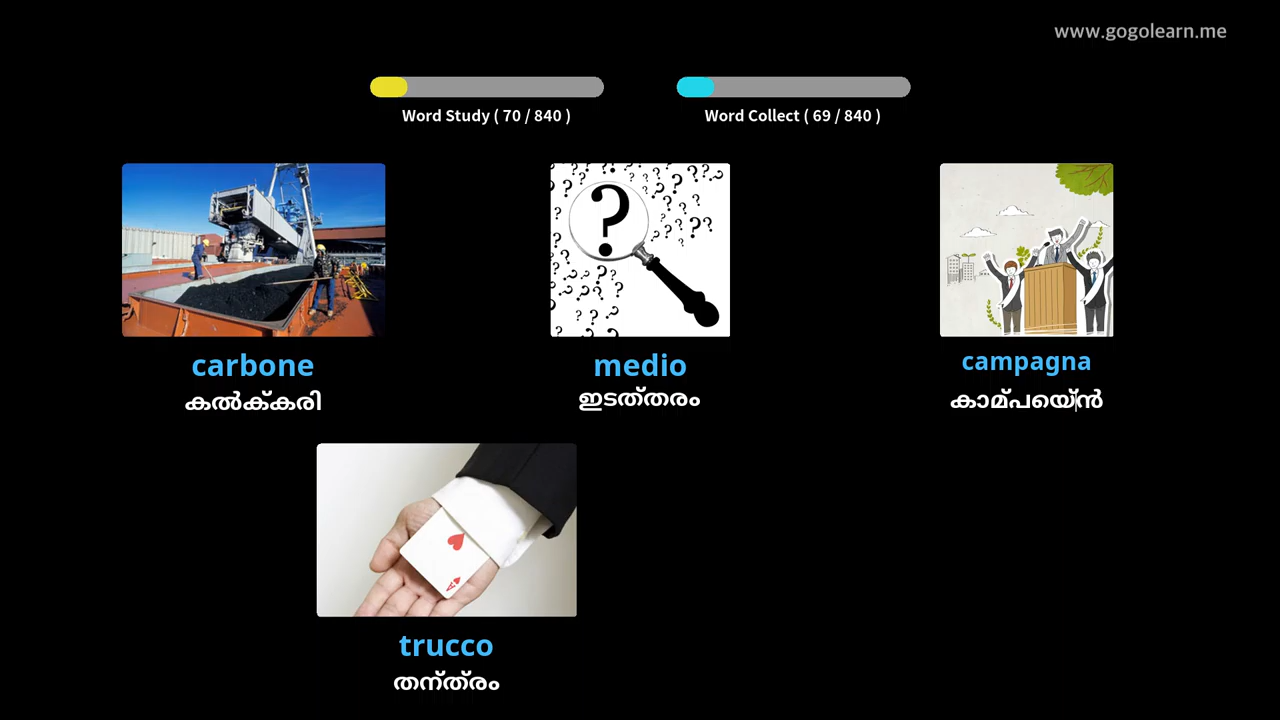 www.gogolearn.me
Word Study ( 70 / 840 )
Word Collect ( 69 / 840 )
carbone
medio
campagna
കൽക്കരി
ഇടത്തരം
കാമ്പയെിൻ
trucco
തന്ത്രം